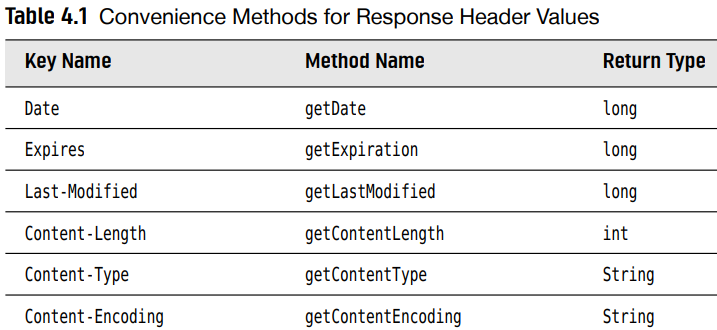 Table 4.1 Convenience Methods for Response Header Values
Key Name Method Name Return Type
Date getDate long
Expires getExpiration long
Last-Modified getLastModified long
Content-Length getContentLength int
Content-Type getContentType String
Content-Encoding getContentEncoding String